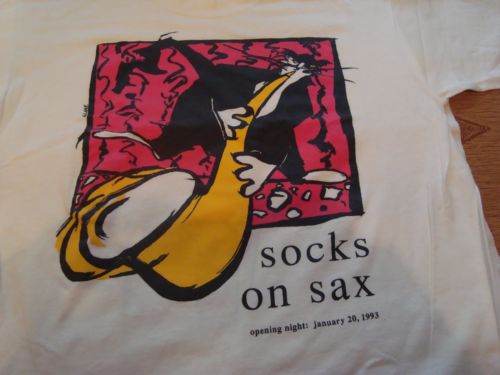 socks
on sax
opening night: january 20, 1993